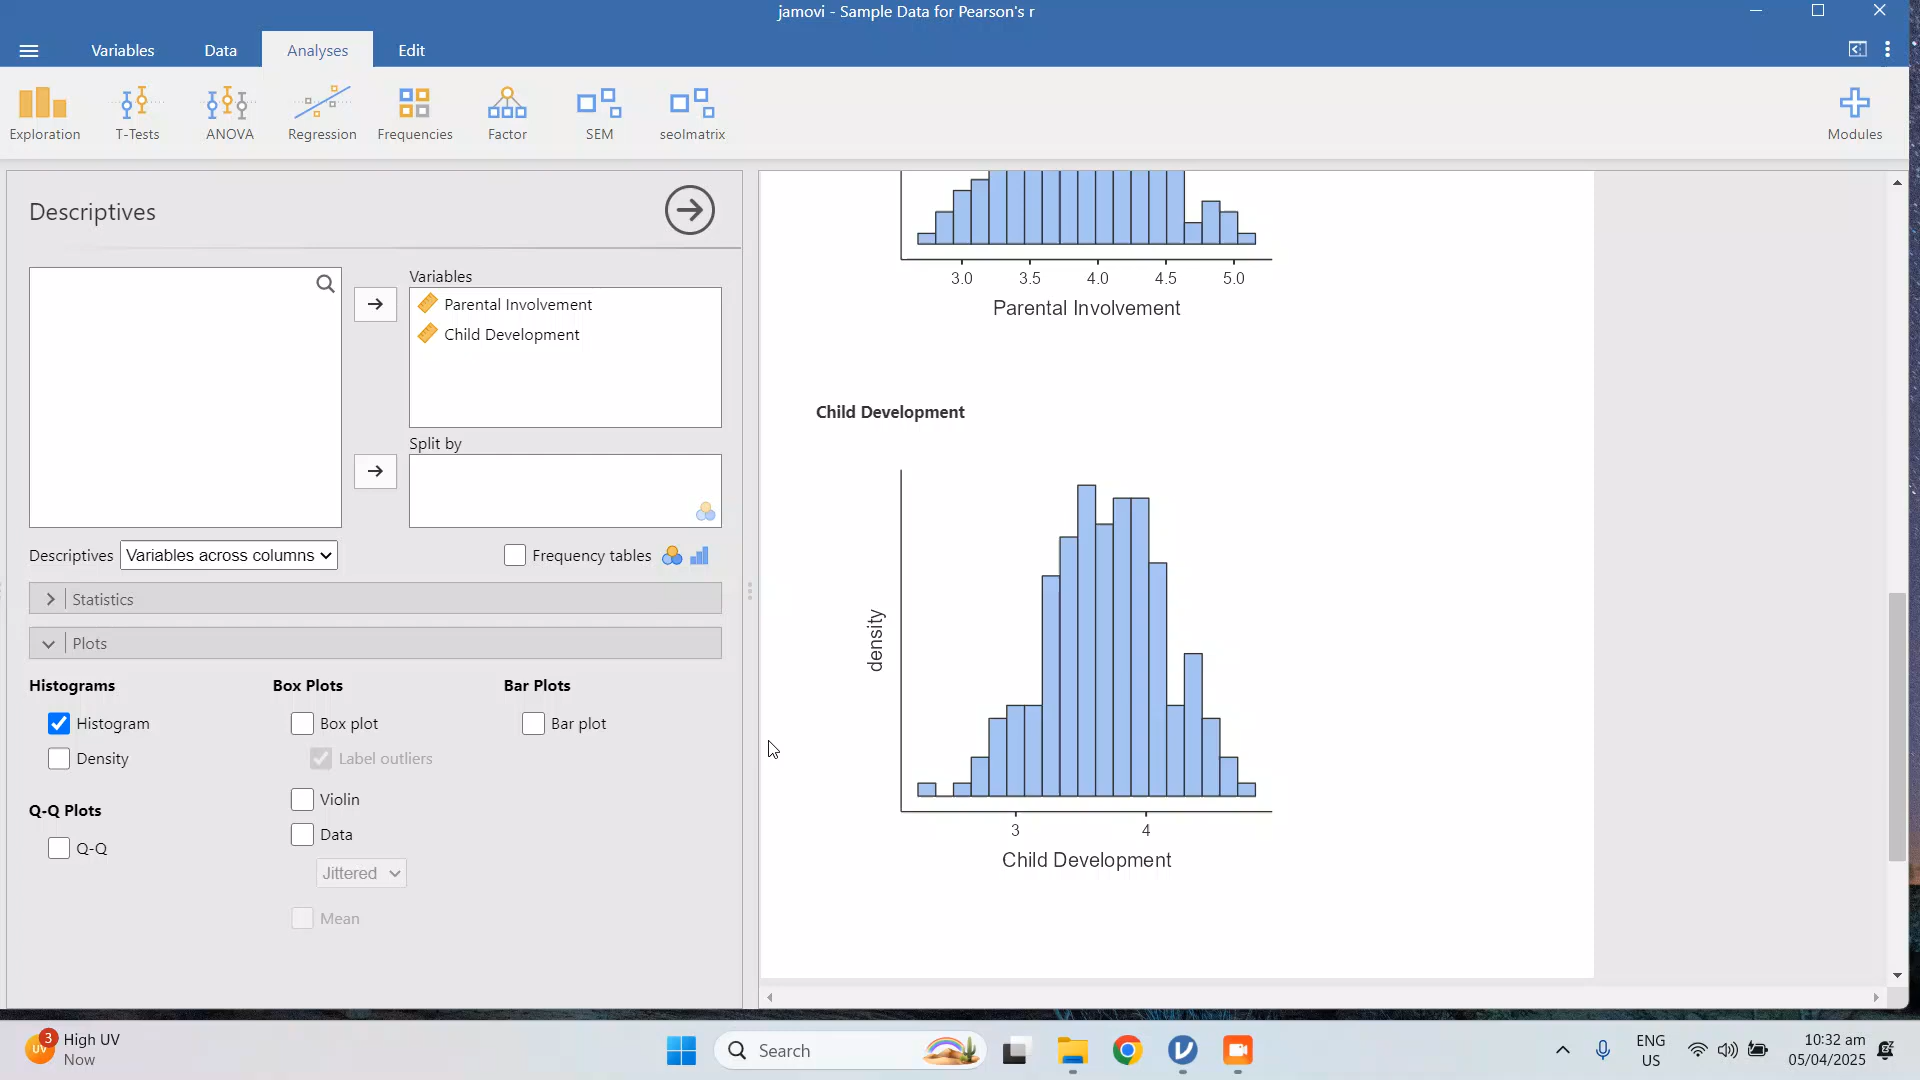 jamovi - Sample Data for Pearson's r
Variables
Data
Analyses
Edit
Exploration
T-Tests
ANOVA
Regression
Frequencies
Factor
SEM
seolmatrix
Modules
Descriptives
Variables
Parental Involvement
Child Development
Split by
Descriptives
Variables across columns
Frequency tables
Statistics
Plots
Histograms
Box Plots
Bar Plots
Histogram
Box plot
Bar plot
Density
Label outliers
Violin
Q-Q Plots
Data
Q-Q
Jittered
Mean
3.0 3.5 4.0 4.5 5.0
Parental Involvement
Child Development
density
3 4
Child Development
3
UV
High UV
Now
Search
ENG
US
10:32 am
05/04/2025